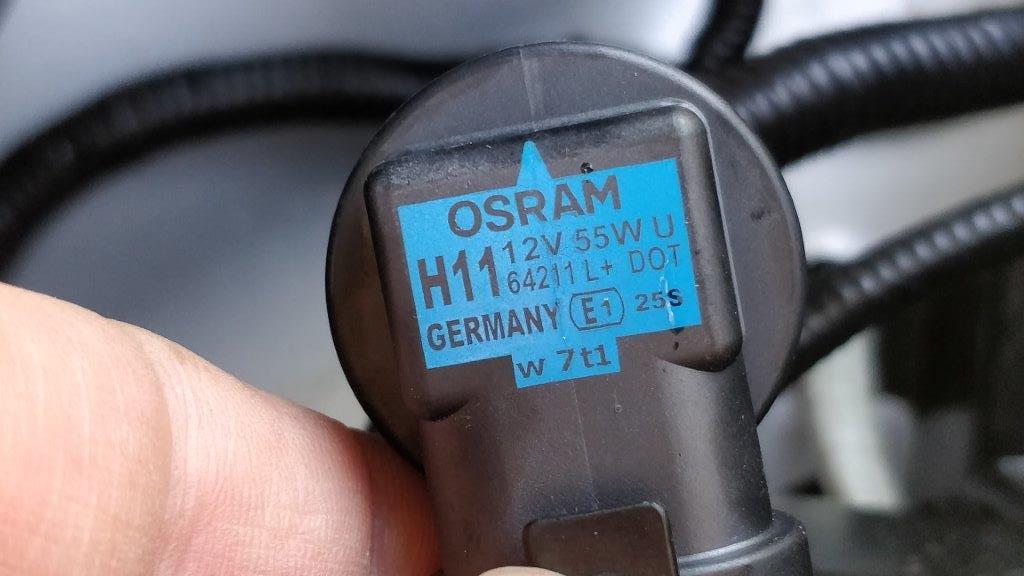 OSRAM
H11 12V 55W U
64211 L+ DOT
GERMANY E1 25S
w 7t1